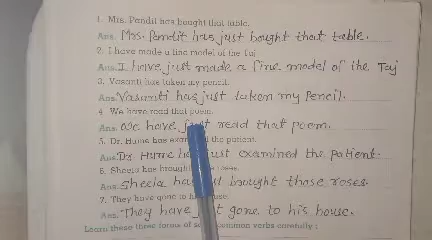 1. Mrs. Pandit has bought that table.
Ans. Mrs. Pandit has just bought that table.
2. I have made a fine model of the Taj
Ans. I have just made a fine model of the Taj
3. Vasanti has taken my pencil.
Ans. Vasanti has just taken my Pencil.
4. We have read that poem.
Ans. We have just read that poem.
5. Dr. Hume has the patient.
Ans. Dr. Hume just examined the patient.
6. Sheela has brought
Ans. Sheela has brought those roses.
7. They have gone to
Ans. They have gone to his house.
Learn these three forms of common verbs carefully :